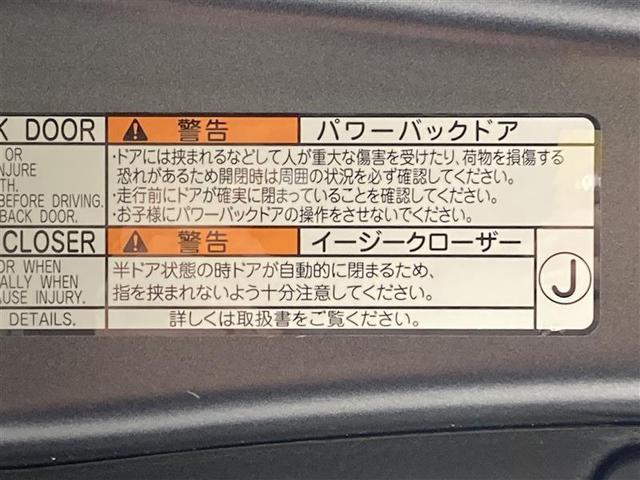 K DOOR ⚠ 警告 パワーバックドア
OR
NJURE
TH.
BEFORE DRIVING.
BACK DOOR.
・ドアには挟まれるなどして人が重大な傷害を受けたり、荷物を損傷する
恐れがあるため開閉時は周囲の状況を必ず確認してください。
・走行前にドアが確実に閉まっていることを確認してください。
・お子様にパワーバックドアの操作をさせないでください。
CLOSER ⚠ 警告 イージークローザー
OR WHEN
ALLY WHEN
AUSE INJURY.
半ドア状態の時ドアが自動的に閉まるため、
指を挟まれないよう十分注意してください。
DETAILS. 詳しくは取扱書をご覧ください。
J